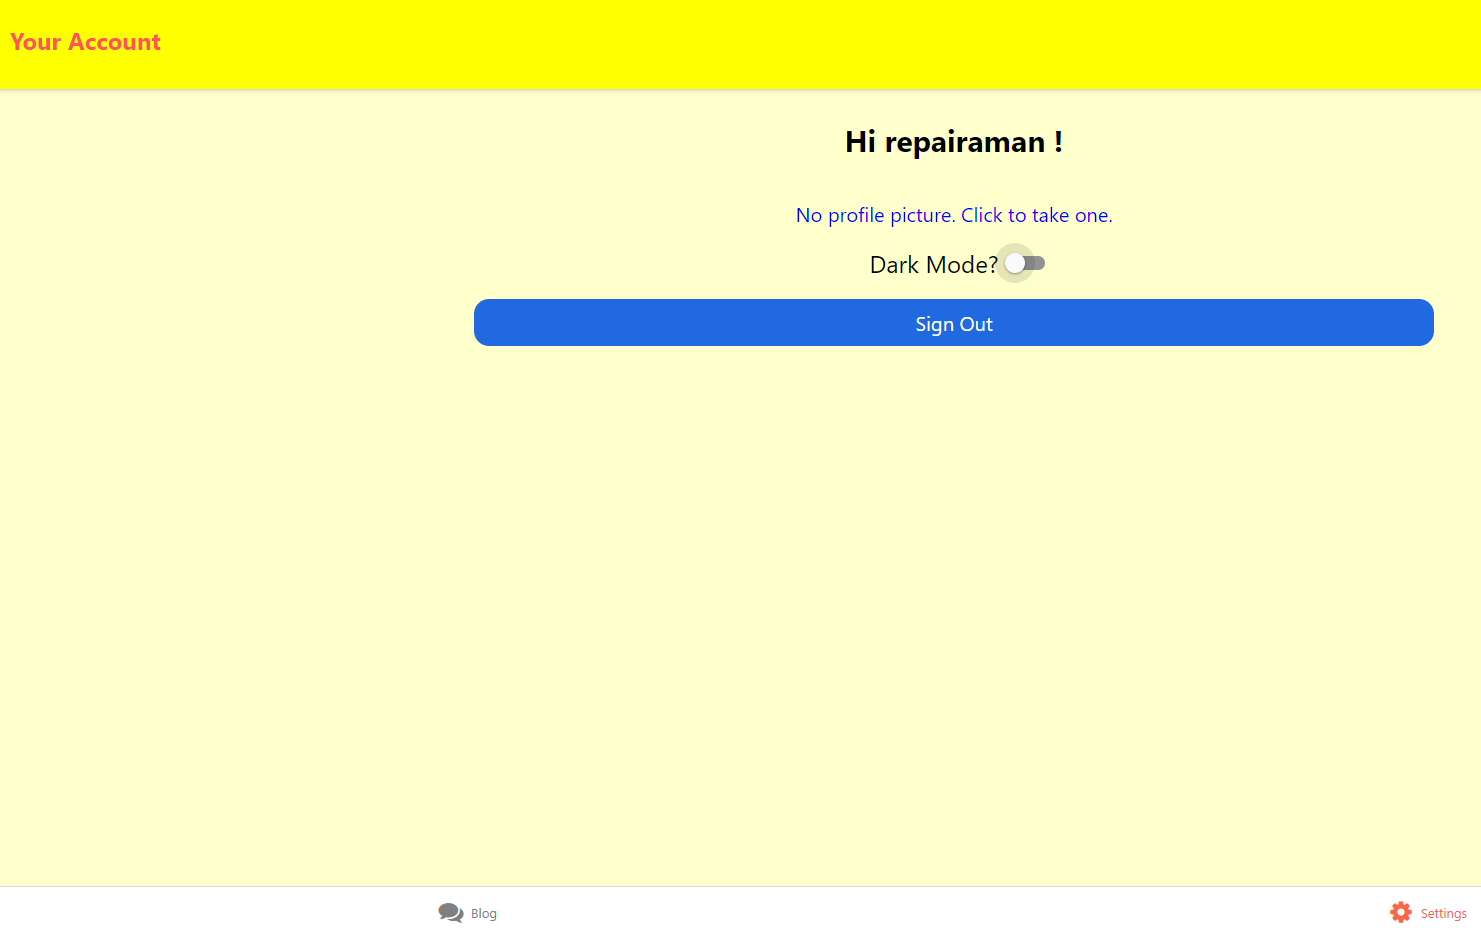 Your Account
Hi repairaman !
No profile picture. Click to take one.
Dark Mode?
Sign Out
Blog
Settings